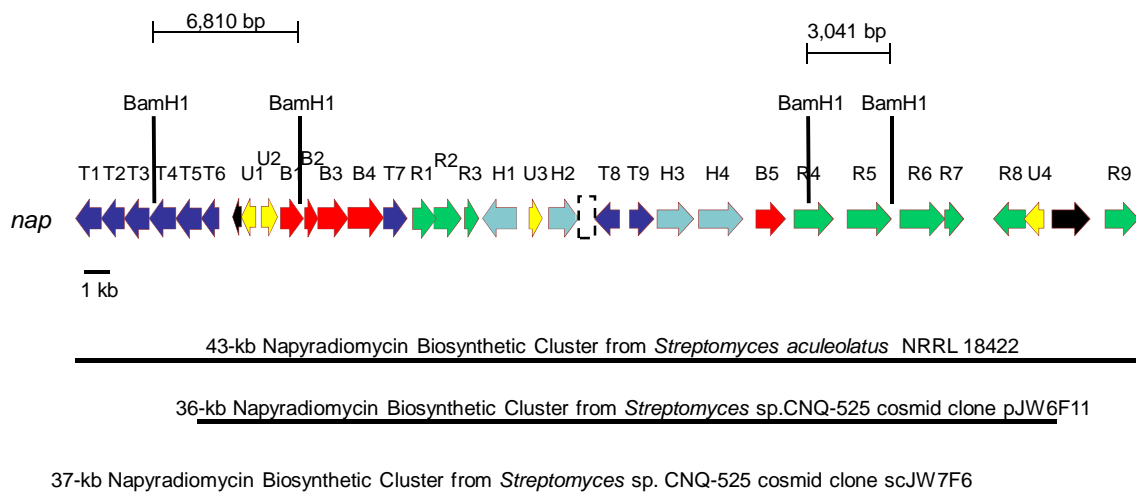 6,810 bp
3,041 bp
BamH1 BamH1 BamH1 BamH1
T1 T2 T3 T4 T5 T6 U1 U2 B1 B2 B3 B4 T7 R1 R2 R3 H1 U3 H2 T8 T9 H3 H4 B5 R4 R5 R6 R7 R8 U4 R9
nap
1 kb
43-kb Napyradiomycin Biosynthetic Cluster from Streptomyces aculeolatus NRRL 18422
36-kb Napyradiomycin Biosynthetic Cluster from Streptomyces sp.CNQ-525 cosmid clone pJW6F11
37-kb Napyradiomycin Biosynthetic Cluster from Streptomyces sp. CNQ-525 cosmid clone scJW7F6